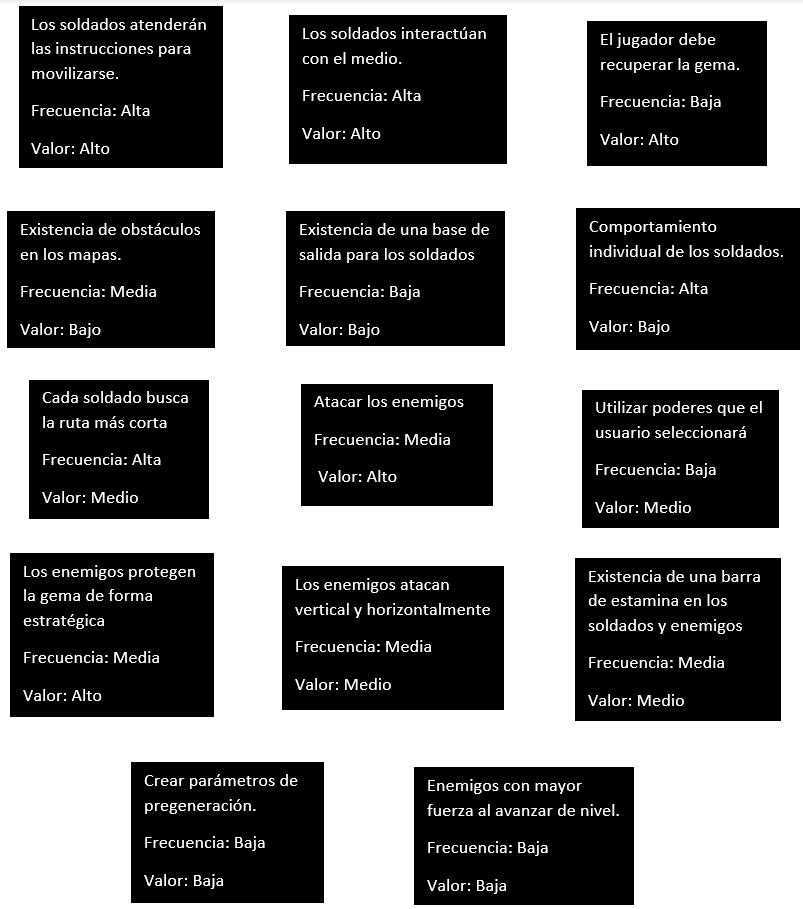 Los soldados atenderán
las instrucciones para
movilizarse.
Frecuencia: Alta
Valor: Alto
Los soldados interactúan
con el medio.
Frecuencia: Alta
Valor: Alto
El jugador debe
recuperar la gema.
Frecuencia: Baja
Valor: Alto
Existencia de obstáculos
en los mapas.
Frecuencia: Media
Valor: Bajo
Existencia de una base de
salida para los soldados
Frecuencia: Baja
Valor: Bajo
Comportamiento
individual de los soldados.
Frecuencia: Alta
Valor: Bajo
Cada soldado busca
la ruta más corta
Frecuencia: Alta
Valor: Medio
Atacar los enemigos
Frecuencia: Media
Valor: Alto
Utilizar poderes que el
usuario seleccionará
Frecuencia: Baja
Valor: Medio
Los enemigos protegen
la gema de forma
estratégica
Frecuencia: Media
Valor: Alto
Los enemigos atacan
vertical y horizontalmente
Frecuencia: Media
Valor: Medio
Existencia de una barra
de estamina en los
soldados y enemigos
Frecuencia: Media
Valor: Medio
Crear parámetros de
pregeneración.
Frecuencia: Baja
Valor: Baja
Enemigos con mayor
fuerza al avanzar de nivel.
Frecuencia: Baja
Valor: Baja